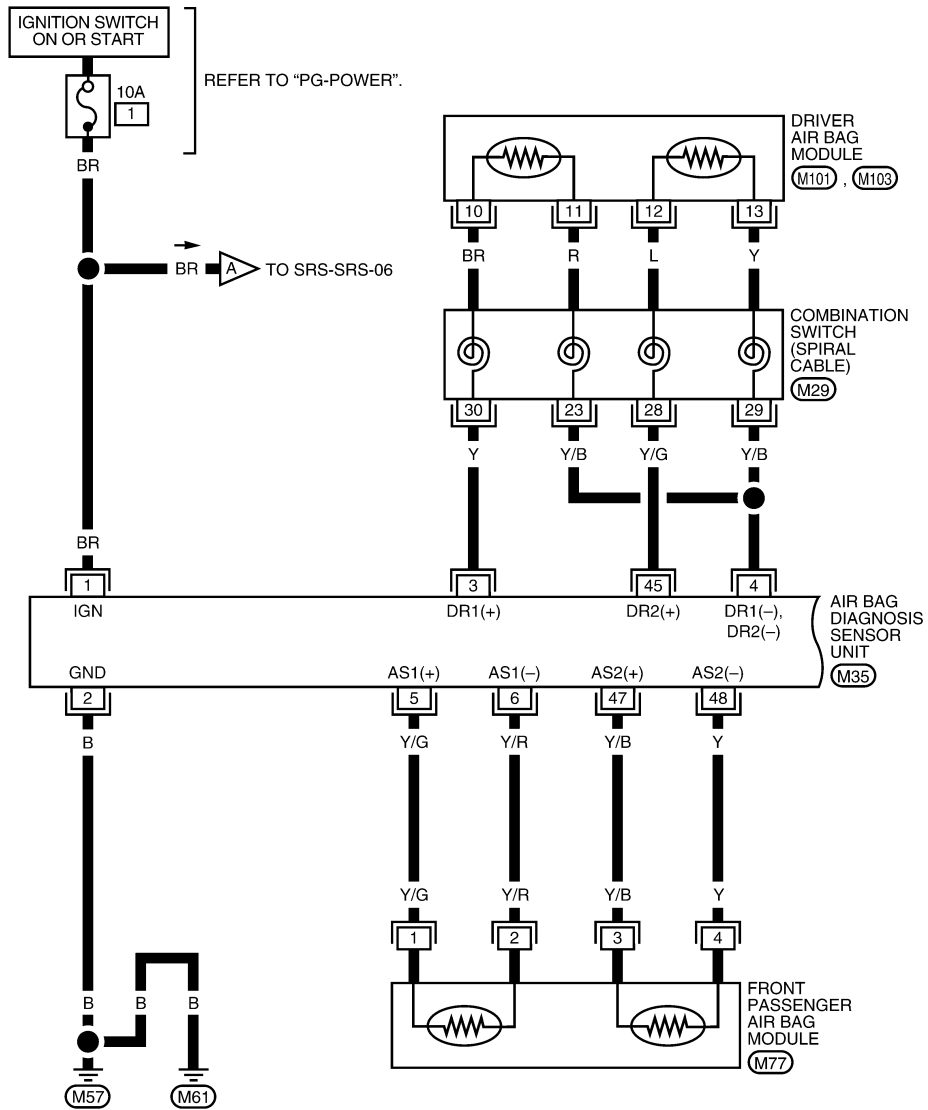 IGNITION SWITCH
ON OR START
REFER TO “PG-POWER”.
10A
1
BR
DRIVER
AIR BAG
MODULE
M101 , M103
10 11 12 13
BR R L Y
BR A TO SRS-SRS-06
COMBINATION
SWITCH
(SPIRAL
CABLE)
M29
30 23 28 29
Y Y/B Y/G Y/B
BR
1 3 45 4
IGN DR1(+) DR2(+) DR1(–),
DR2(–)
AIR BAG
DIAGNOSIS
SENSOR
UNIT
M35
GND AS1(+) AS1(–) AS2(+) AS2(–)
2 5 6 47 48
B Y/G Y/R Y/B Y
Y/G Y/R Y/B Y
1 2 3 4
B B B
FRONT
PASSENGER
AIR BAG
MODULE
M77
M57 M61